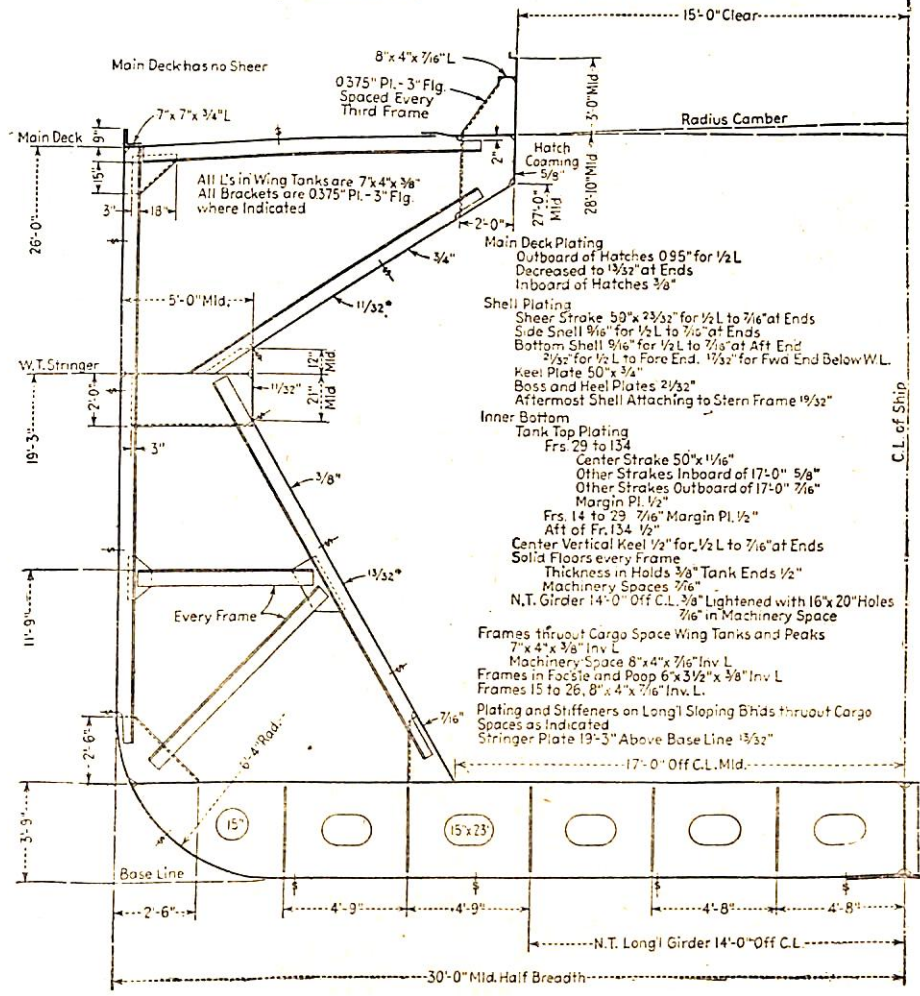 15'-0" Clear
8"x 4"x 7/16" L
Main Deck has no Sheer
0.375" Pl. - 3" Flg.
Spaced Every
Third Frame
3'-0" Mld
7"x 7"x 3/4" L
Main Deck
9"
Radius Camber
2"
Hatch
Coaming
5/8"
28'-10" Mld
15"
All L's in Wing Tanks are 7"x 4"x 3/8"
All Brackets are 0.375" Pl. - 3" Flg.
where Indicated
3"
18"
27'-0"
Mld
2'-0"
26'-0"
Main Deck Plating
Outboard of Hatches 0.95" for 1/2 L
Decreased to 13/32" at Ends
Inboard of Hatches 3/8"
3/4"
11/32"
5'-0" Mld.
Shell Plating
Sheer Strake 59"x 23/32" for 1/2 L to 7/16" at Ends
Side Shell 9/16" for 1/2 L to 7/16" at Ends
Bottom Shell 9/16" for 1/2 L to 7/16" at Aft End
21/32" for 1/2 L to Fore End. 17/32" for Fwd End Below W.L.
Keel Plate 50"x 3/4"
Boss and Heel Plates 21/32"
Aftermost Shell Attaching to Stern Frame 19/32"
W.T. Stringer
12"
Mld
11/32"
21"
Mld
2'-0"
19'-3"
3"
Inner Bottom
Tank Top Plating
Frs. 29 to 134
Center Strake 50"x 11/16"
Other Strakes Inboard of 17'-0" 5/8"
Other Strakes Outboard of 17'-0" 7/16"
Margin Pl. 1/2"
Frs. 14 to 29 7/16" Margin Pl. 1/2"
Aft of Fr. 134 1/2"
Center Vertical Keel 1/2" for 1/2 L to 7/16" at Ends
Solid Floors every Frame
Thickness in Holds 3/8" Tank Ends 1/2"
Machinery Spaces 7/16"
N.T. Girder 14'-0" Off C.L. 3/8" Lightened with 16"x 20" Holes
7/16" in Machinery Space
C.L. of Ship
3/8"
13/32"
Every Frame
11'-9"
Frames thruout Cargo Space Wing Tanks and Peaks
7"x 4"x 3/8" Inv L
Machinery Space 8"x 4"x 7/16" Inv L
Frames in Foc'sle and Poop 6"x 3 1/2"x 3/8" Inv L
Frames 15 to 26, 8"x 4"x 7/16" Inv. L.
Plating and Stiffeners on Long'l Sloping Bhds thruout Cargo
Spaces as Indicated
Stringer Plate 19'-3" Above Base Line 13/32"
7/16"
2'-6"
6'-4" Rad.
17'-0" Off C.L. Mld.
3'-9"
15"
15"x 23"
Base Line
2'-6"
4'-9"
4'-9"
4'-8"
4'-8"
N.T. Long'l Girder 14'-0" Off C.L.
30'-0" Mld. Half Breadth